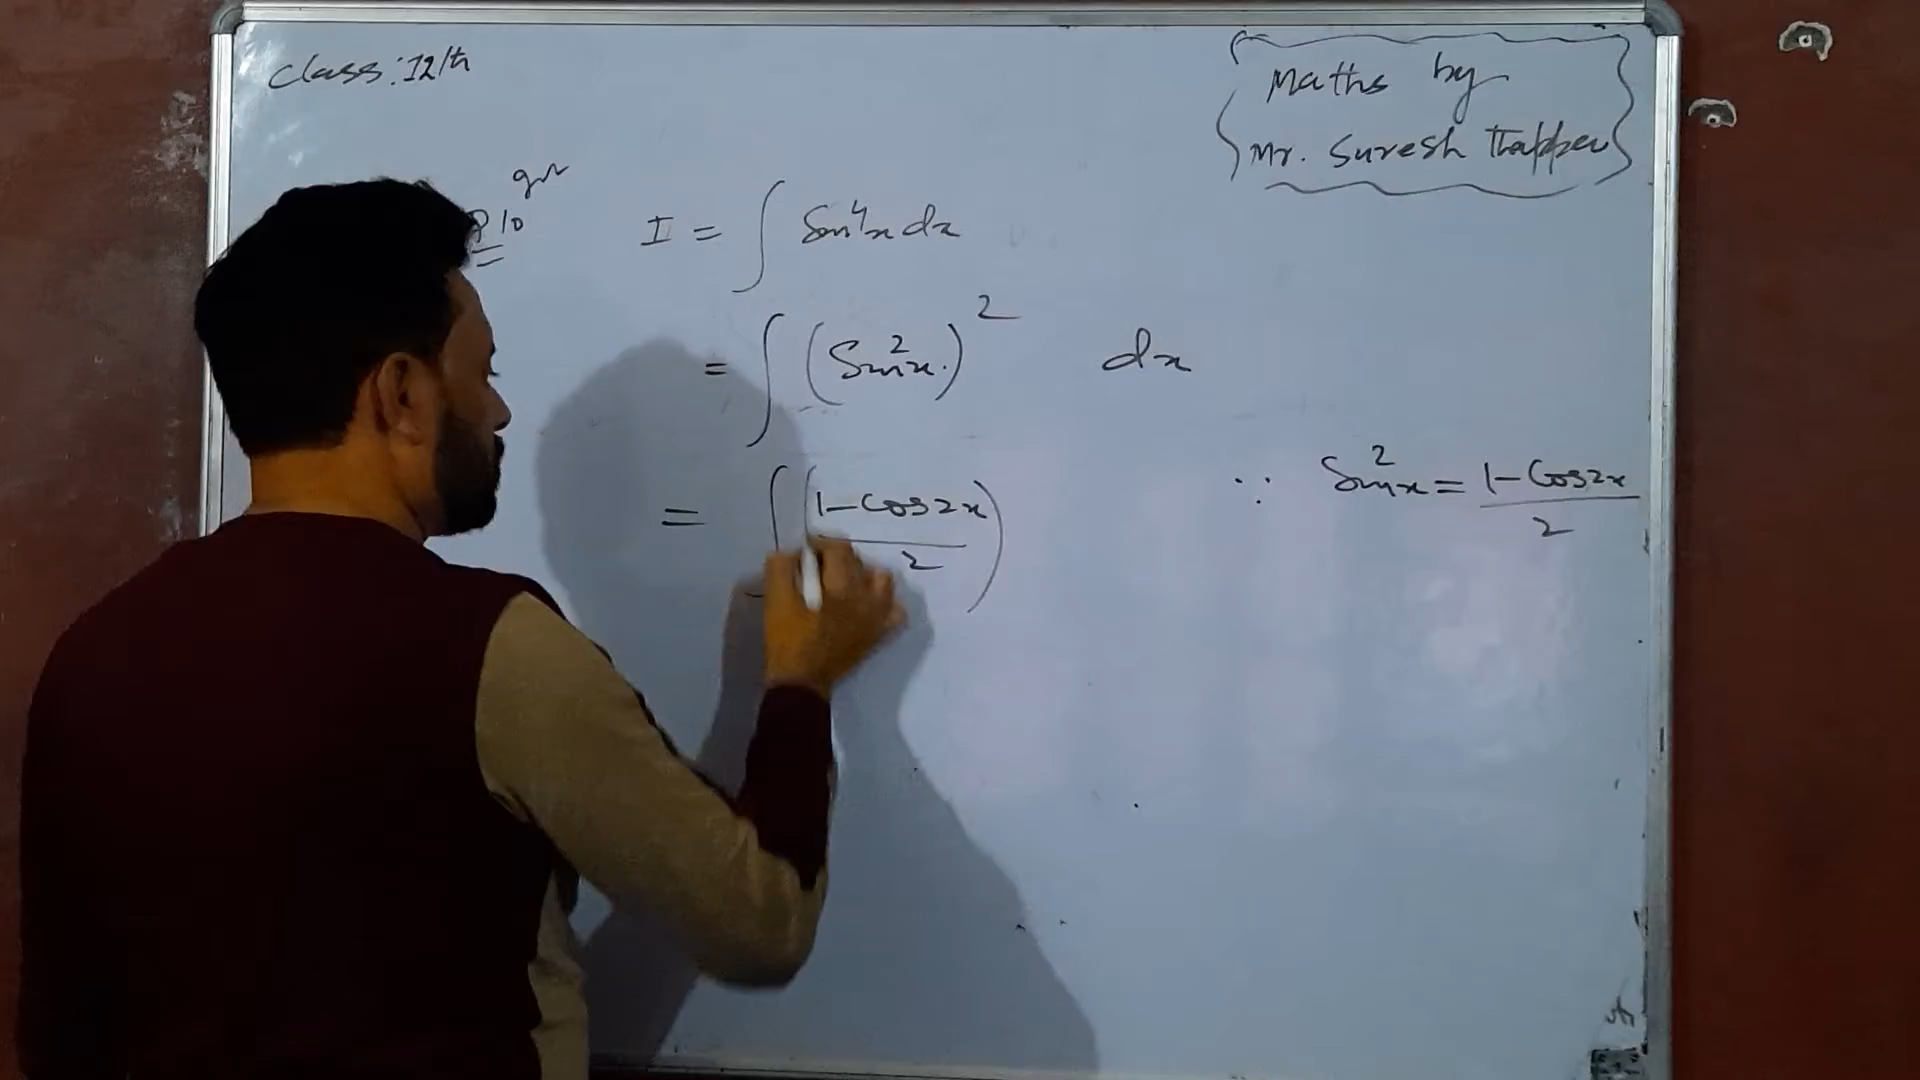 Class: 12th
Maths by
Mr. Suresh Thapper
10
I = ∫ Sin⁴x dx
= ∫ (Sin²x.)² dx
= ∫ (1-Cos2x/2)
∵ Sin²x = 1-Cos2x/2